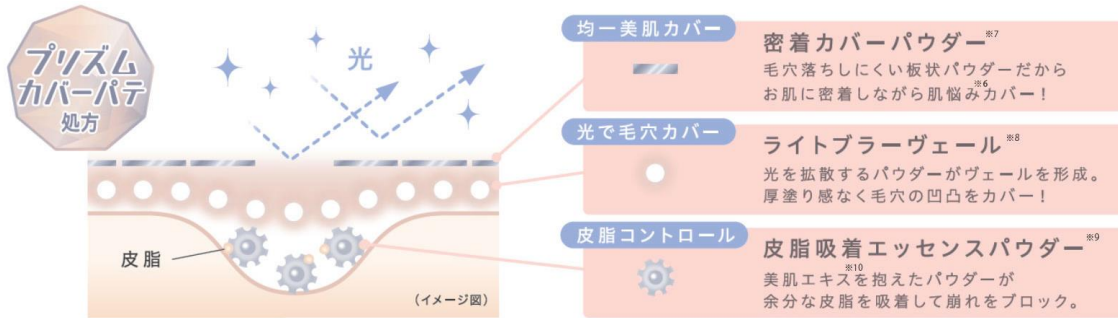 プリズム
カバーパテ
処方
光
皮脂
(イメージ図)
均一美肌カバー
密着カバーパウダー※7
毛穴落ちしにくい板状パウダーだから
お肌に密着しながら肌悩み※6カバー！
光で毛穴カバー
ライトブラーヴェール※8
光を拡散するパウダーがヴェールを形成。
厚塗り感なく毛穴の凹凸をカバー！
皮脂コントロール
皮脂吸着エッセンスパウダー※9
美肌エキス※10を抱えたパウダーが
余分な皮脂を吸着して崩れをブロック。